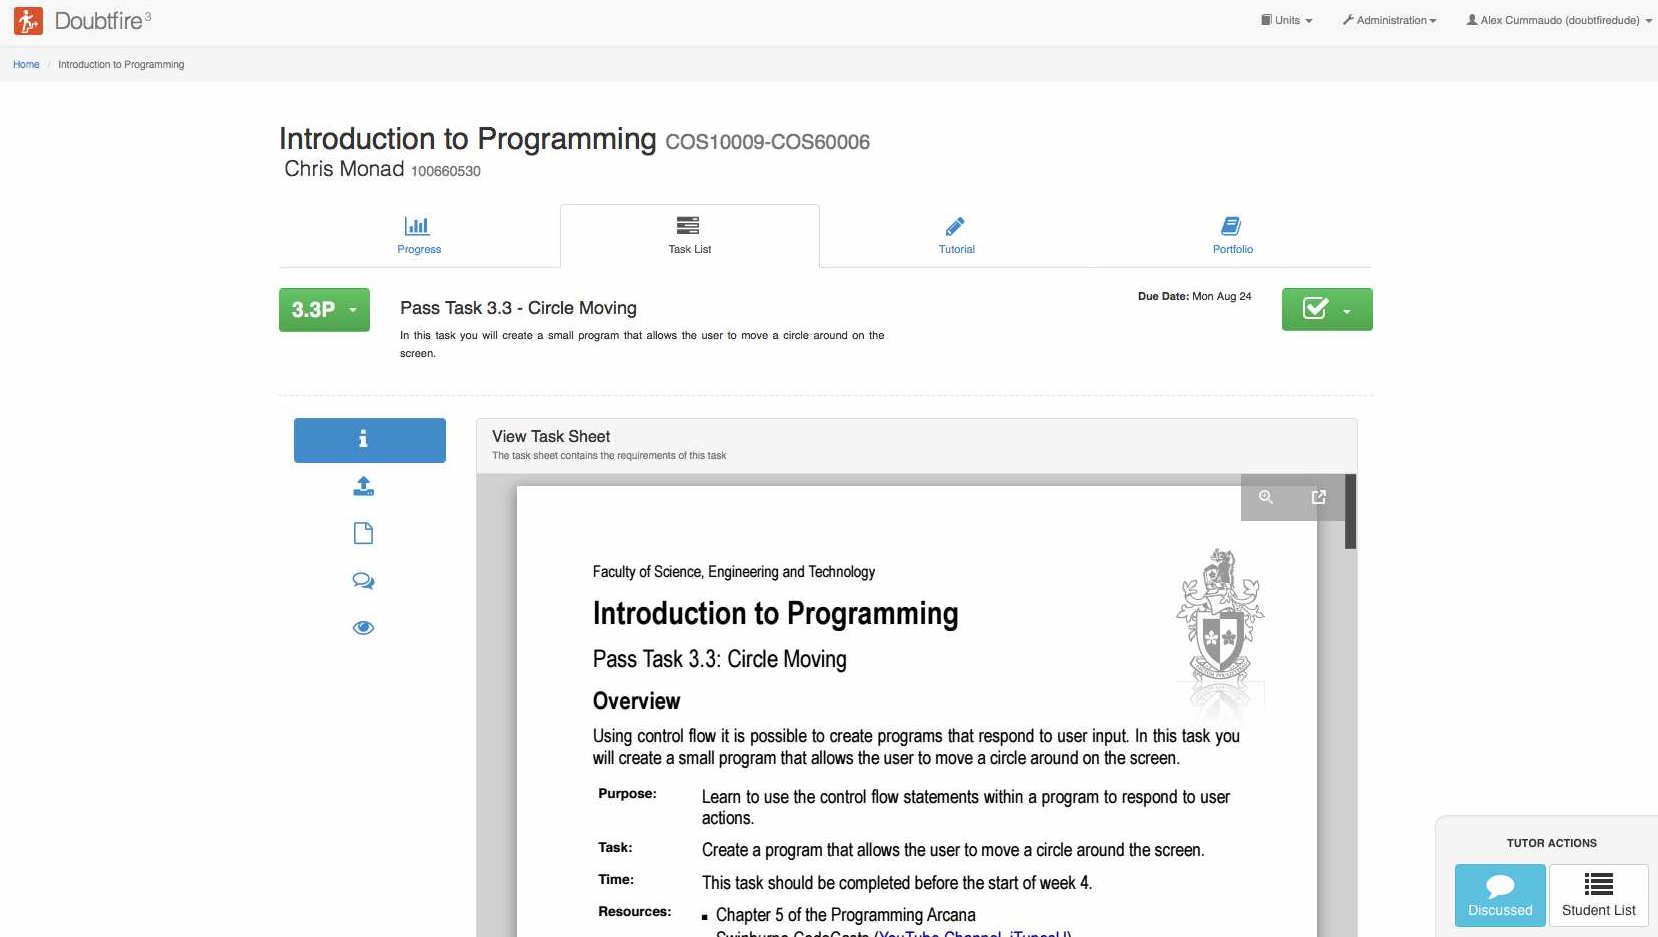 Doubtfire3
Units
Administration
Alex Cummaudo (doubtfiredude)
Home / Introduction to Programming
Introduction to Programming COS10009-COS60006
Chris Monad 100660530
Progress
Task List
Tutorial
Portfolio
3.3P
Pass Task 3.3 - Circle Moving
Due Date: Mon Aug 24
In this task you will create a small program that allows the user to move a circle around on the
screen.
View Task Sheet
The task sheet contains the requirements of this task
Faculty of Science, Engineering and Technology
Introduction to Programming
Pass Task 3.3: Circle Moving
Overview
Using control flow it is possible to create programs that respond to user input. In this task you
will create a small program that allows the user to move a circle around on the screen.
Purpose: Learn to use the control flow statements within a program to respond to user
actions.
Task: Create a program that allows the user to move a circle around the screen.
Time: This task should be completed before the start of week 4.
Resources: ▪ Chapter 5 of the Programming Arcana
Swinburne CodeCasts (YouTube Channel, iTunesU)
TUTOR ACTIONS
Discussed
Student List